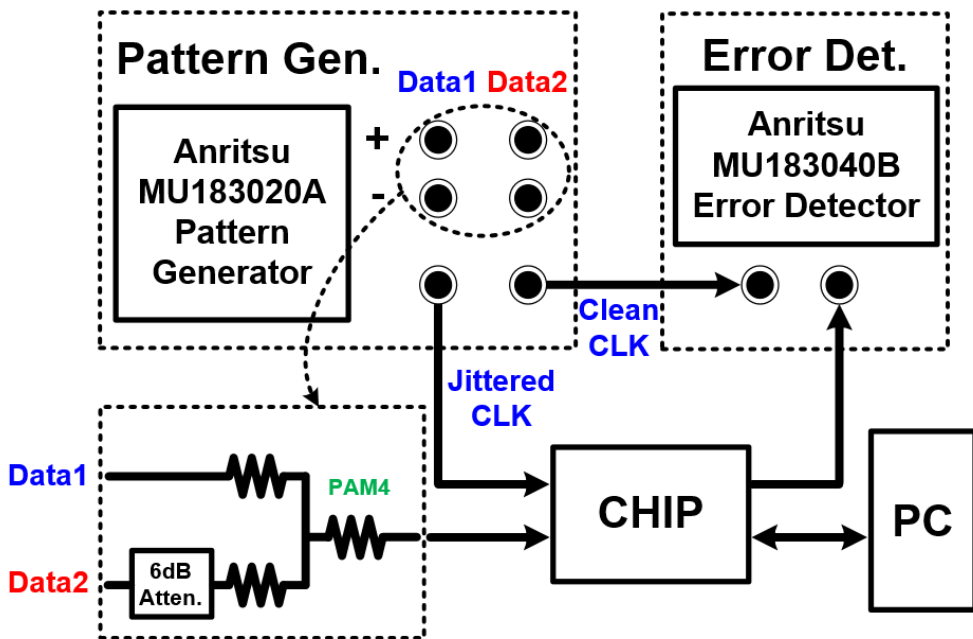 Pattern Gen.
Data1 Data2
+
-
Anritsu
MU183020A
Pattern
Generator
Error Det.
Anritsu
MU183040B
Error Detector
Clean
CLK
Jittered
CLK
Data1
PAM4
Data2
6dB
Atten.
CHIP
PC